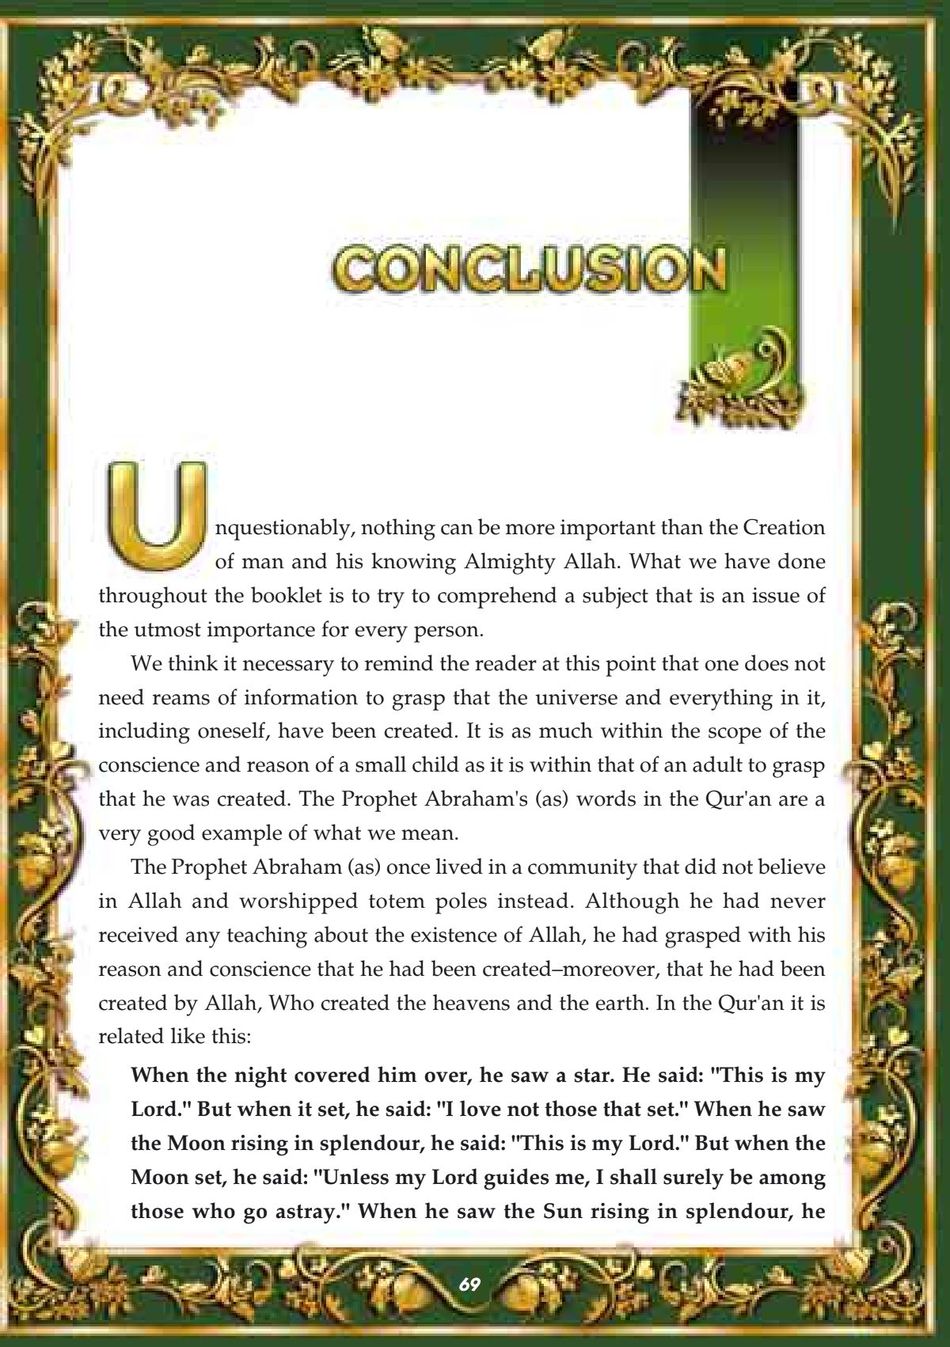 CONCLUSION
Unquestionably, nothing can be more important than the Creation
of man and his knowing Almighty Allah. What we have done
throughout the booklet is to try to comprehend a subject that is an issue of
the utmost importance for every person.
We think it necessary to remind the reader at this point that one does not
need reams of information to grasp that the universe and everything in it,
including oneself, have been created. It is as much within the scope of the
conscience and reason of a small child as it is within that of an adult to grasp
that he was created. The Prophet Abraham's (as) words in the Qur'an are a
very good example of what we mean.
The Prophet Abraham (as) once lived in a community that did not believe
in Allah and worshipped totem poles instead. Although he had never
received any teaching about the existence of Allah, he had grasped with his
reason and conscience that he had been created–moreover, that he had been
created by Allah, Who created the heavens and the earth. In the Qur'an it is
related like this:
When the night covered him over, he saw a star. He said: "This is my
Lord." But when it set, he said: "I love not those that set." When he saw
the Moon rising in splendour, he said: "This is my Lord." But when the
Moon set, he said: "Unless my Lord guides me, I shall surely be among
those who go astray." When he saw the Sun rising in splendour, he
69